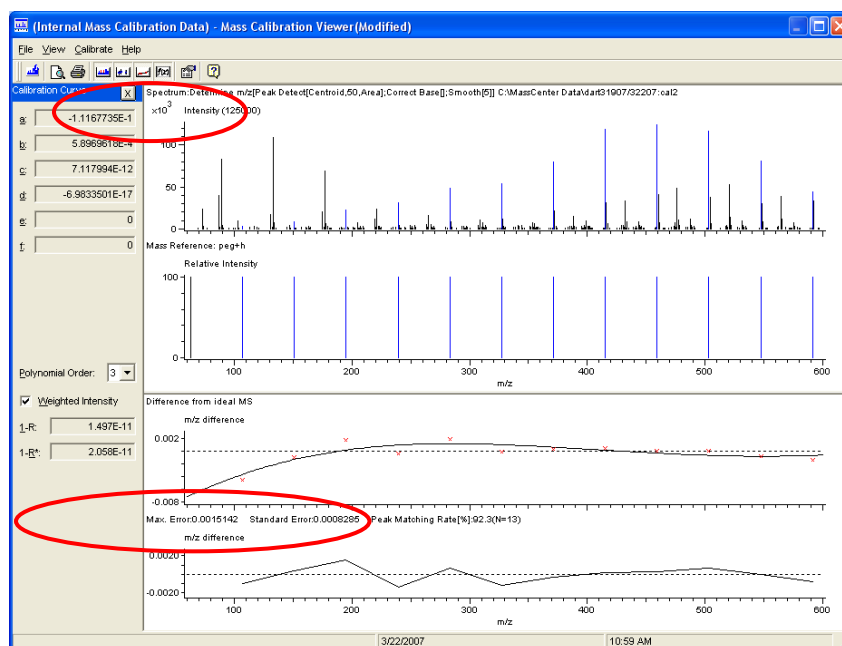 (Internal Mass Calibration Data) - Mass Calibration Viewer(Modified)
File View Calibrate Help
Calibration Curve X
a: -1.1167735E-1
b: 5.8969618E-4
c: 7.117994E-12
d: -6.9833501E-17
e: 0
f: 0
Polynomial Order: 3
Weighted Intensity
1-R: 1.497E-11
1-R*: 2.058E-11
Spectrum:Determine m/z[Peak Detect[Centroid,50,Area];Correct Base[];Smooth[5]] C:\MassCenter Data\dart31907/32207:cal2
×10³ Intensity (125000)
100
50
0
Mass Reference: peg+h
Relative Intensity
100
0
100 200 300 400 500 600
m/z
Difference from ideal MS
m/z difference
0.002
-0.008
Max. Error:0.0015142 Standard Error:0.0008285 Peak Matching Rate[%]:92.3(N=13)
m/z difference
0.0020
-0.0020
100 200 300 400 500 600
m/z
3/22/2007 10:59 AM